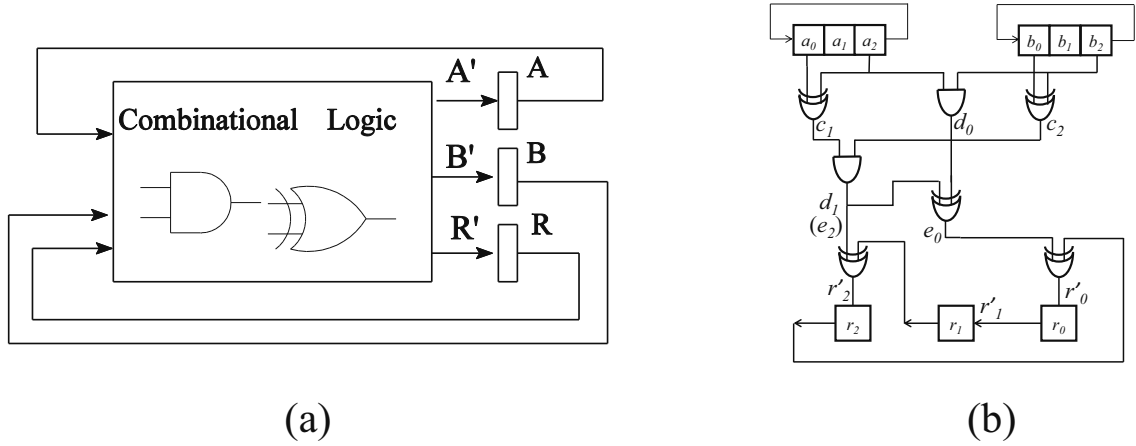 A' A
Combinational Logic
B' B
R' R
(a)
a0 a1 a2 b0 b1 b2
c1 d0 c2
d1
(e2) e0
r'2 r'0
r'1
r2 r1 r0
(b)